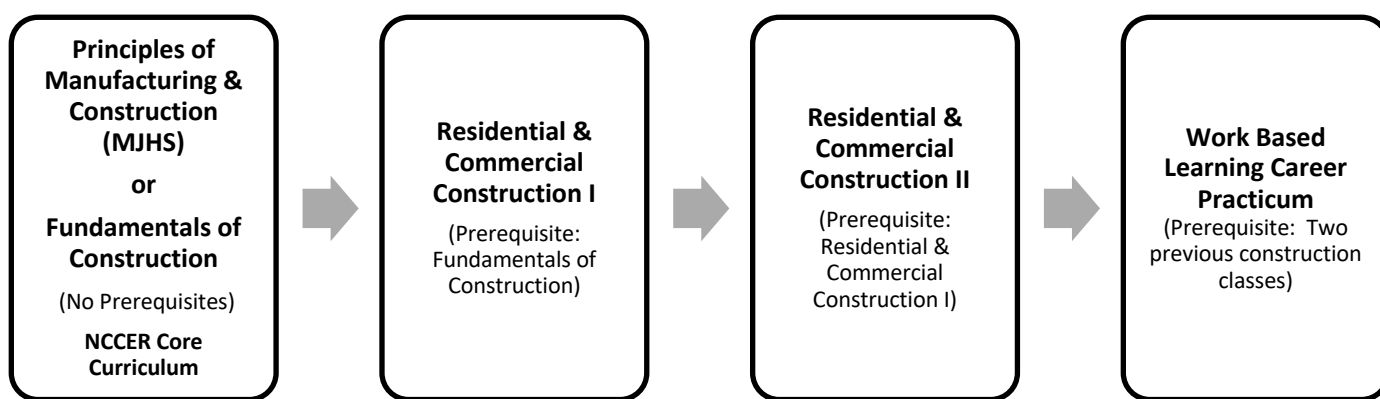 Principles of
Manufacturing &
Construction
(MJHS)
or
Fundamentals of
Construction
(No Prerequisites)
NCCER Core
Curriculum
Residential &
Commercial
Construction I
(Prerequisite:
Fundamentals of
Construction)
Residential &
Commercial
Construction II
(Prerequisite:
Residential &
Commercial
Construction I)
Work Based
Learning Career
Practicum
(Prerequisite:  Two
previous construction
classes)